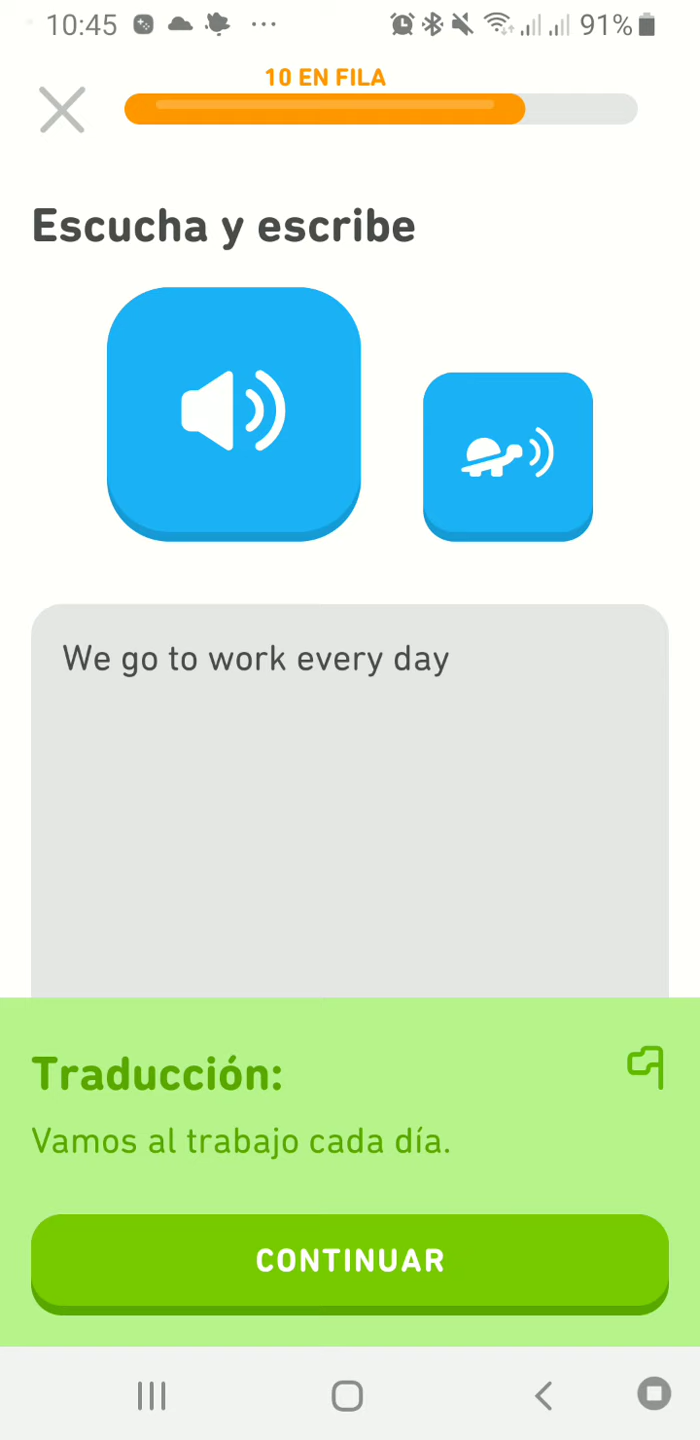 10:45 ... 91%
10 EN FILA
Escucha y escribe
We go to work every day
Traducción:
Vamos al trabajo cada día.
CONTINUAR